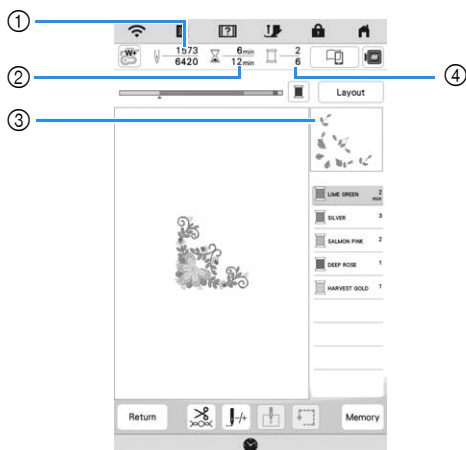 ①
1573 6min 2
6420 12min 6
② ④
Layout
③
LIME GREEN 2 min
SILVER 3
SALMON PINK 2
DEEP ROSE 1
HARVEST GOLD 1
Return -/+ Memory